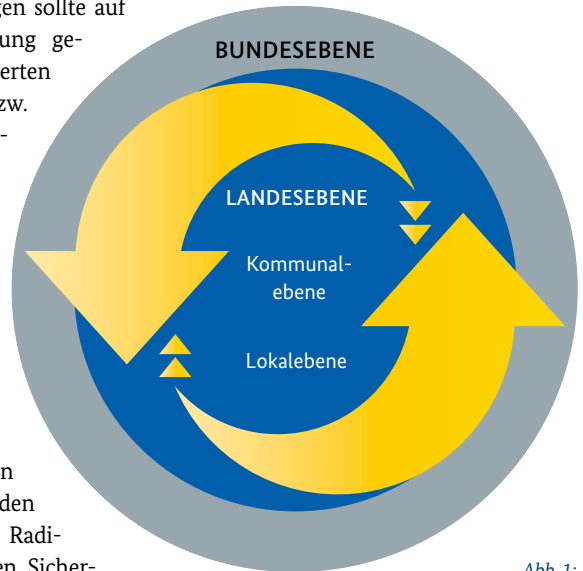 gen sollte auf
ung ge-
erten
zw.
-
BUNDESEBENE
LANDESEBENE
Kommunal-
ebene
Lokalebene
n
den
Radi-
en Sicher-
Abb. 1: